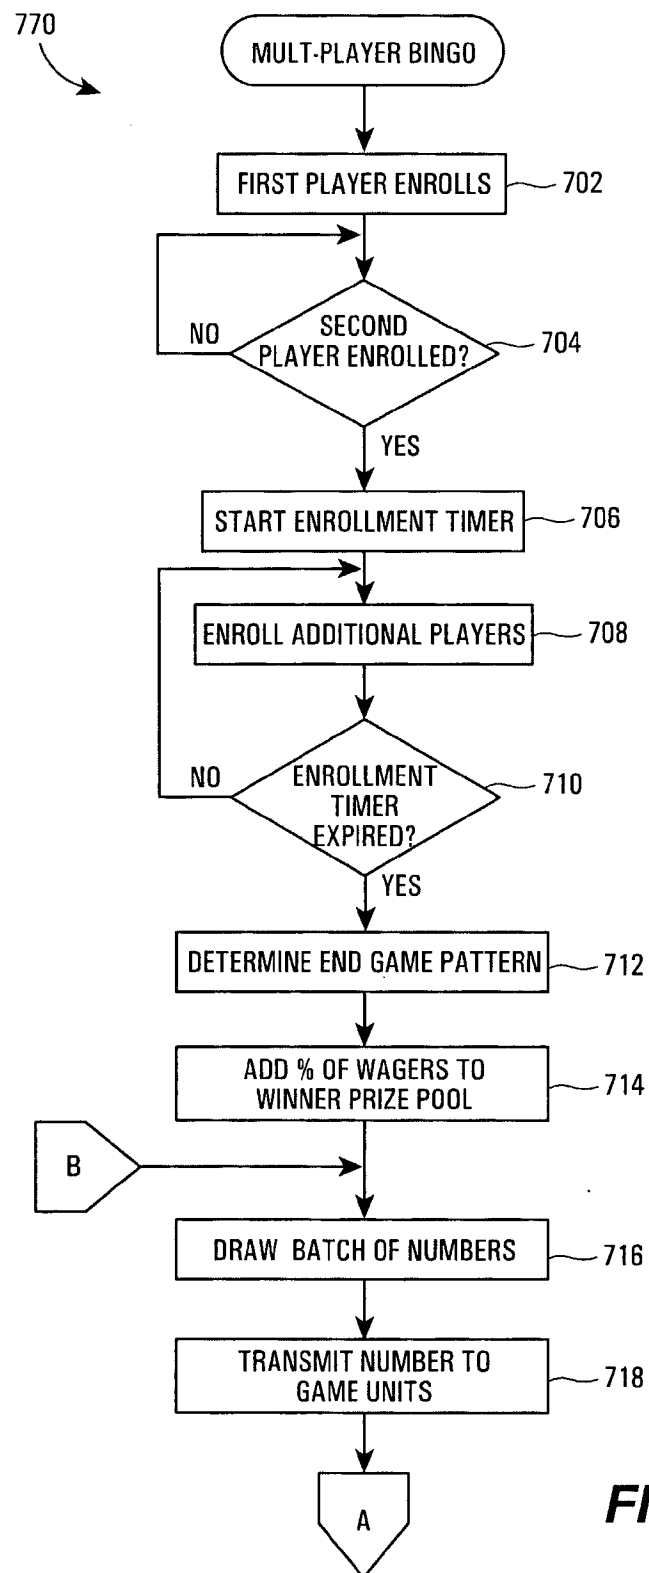 770
MULT-PLAYER BINGO
FIRST PLAYER ENROLLS
702
SECOND
PLAYER ENROLLED?
704
NO
YES
START ENROLLMENT TIMER
706
ENROLL ADDITIONAL PLAYERS
708
ENROLLMENT
TIMER
EXPIRED?
710
NO
YES
DETERMINE END GAME PATTERN
712
ADD % OF WAGERS TO
WINNER PRIZE POOL
714
B
DRAW BATCH OF NUMBERS
716
TRANSMIT NUMBER TO
GAME UNITS
718
A